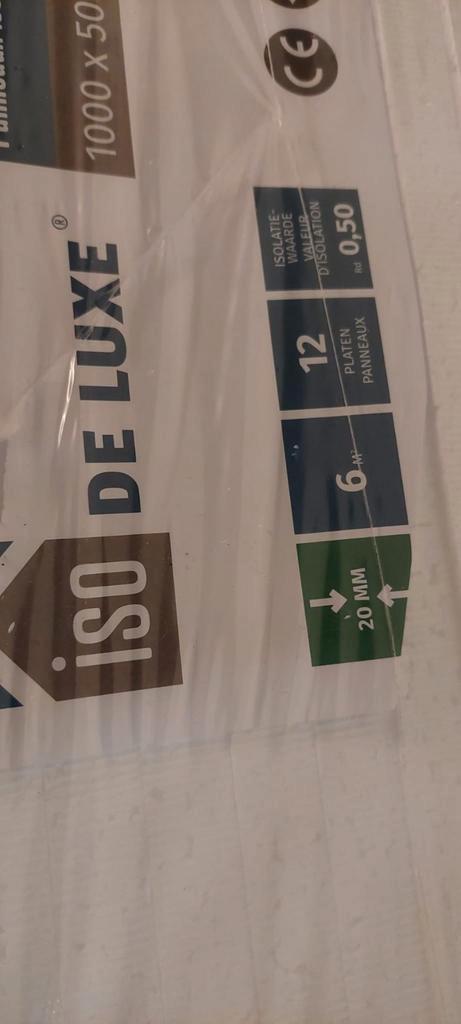 1000 X 50
CE
iSO
DE LUXE®
20 MM
6 M²
12
PLATEN
PANNEAUX
ISOLATIE-
WAARDE
VALEUR
D'ISOLATION
Rd 0,50